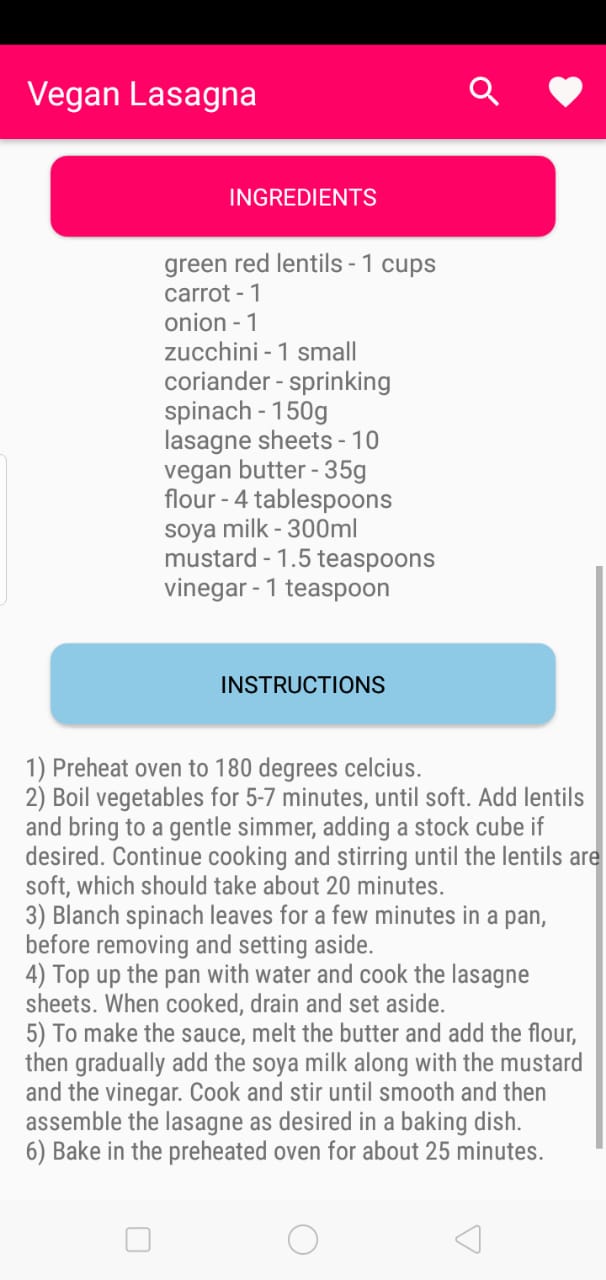 Vegan Lasagna
INGREDIENTS
green red lentils - 1 cups
carrot - 1
onion - 1
zucchini - 1 small
coriander - sprinking
spinach - 150g
lasagne sheets - 10
vegan butter - 35g
flour - 4 tablespoons
soya milk - 300ml
mustard - 1.5 teaspoons
vinegar - 1 teaspoon
INSTRUCTIONS
1) Preheat oven to 180 degrees celcius.
2) Boil vegetables for 5-7 minutes, until soft. Add lentils
and bring to a gentle simmer, adding a stock cube if
desired. Continue cooking and stirring until the lentils are
soft, which should take about 20 minutes.
3) Blanch spinach leaves for a few minutes in a pan,
before removing and setting aside.
4) Top up the pan with water and cook the lasagne
sheets. When cooked, drain and set aside.
5) To make the sauce, melt the butter and add the flour,
then gradually add the soya milk along with the mustard
and the vinegar. Cook and stir until smooth and then
assemble the lasagne as desired in a baking dish.
6) Bake in the preheated oven for about 25 minutes.